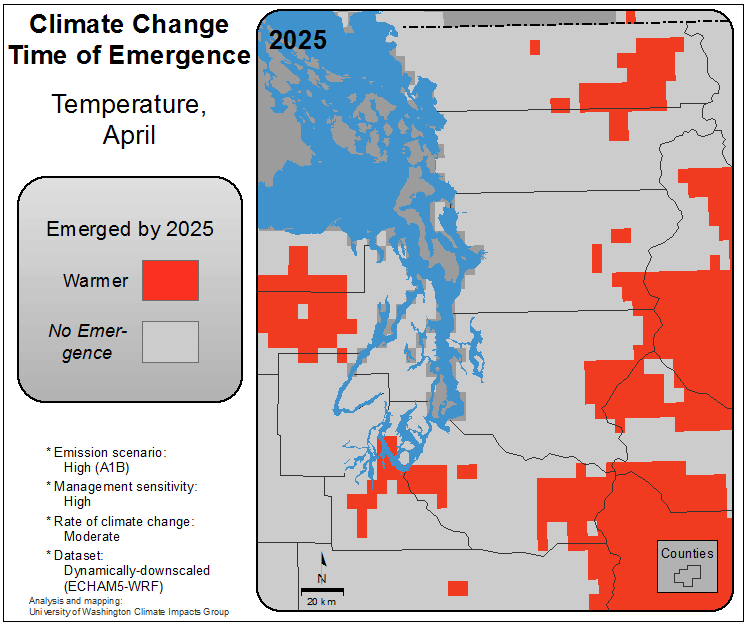 Climate Change
Time of Emergence
Temperature,
April
Emerged by 2025
Warmer
No Emer-
gence
* Emission scenario:
High (A1B)
* Management sensitivity:
High
* Rate of climate change:
Moderate
* Dataset:
Dynamically-downscaled
(ECHAM5-WRF)
Analysis and mapping:
University of Washington Climate Impacts Group
2025
N
20 km
Counties